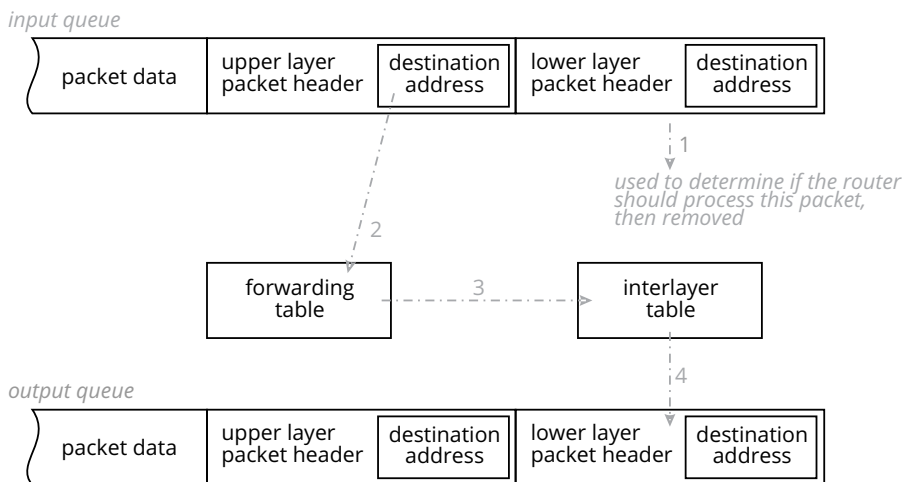 input queue
packet data
upper layer
packet header
destination
address
lower layer
packet header
destination
address
1
used to determine if the router
should process this packet,
then removed
2
forwarding
table
3
interlayer
table
4
output queue
packet data
upper layer
packet header
destination
address
lower layer
packet header
destination
address